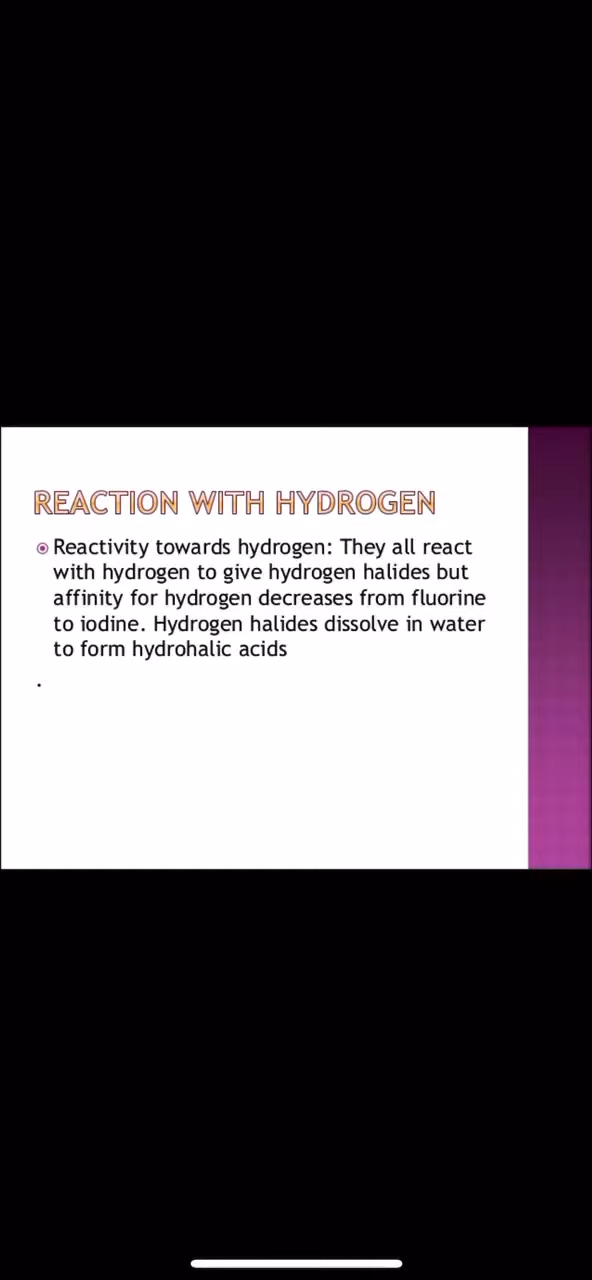 REACTION WITH HYDROGEN
Reactivity towards hydrogen: They all react
with hydrogen to give hydrogen halides but
affinity for hydrogen decreases from fluorine
to iodine. Hydrogen halides dissolve in water
to form hydrohalic acids
.